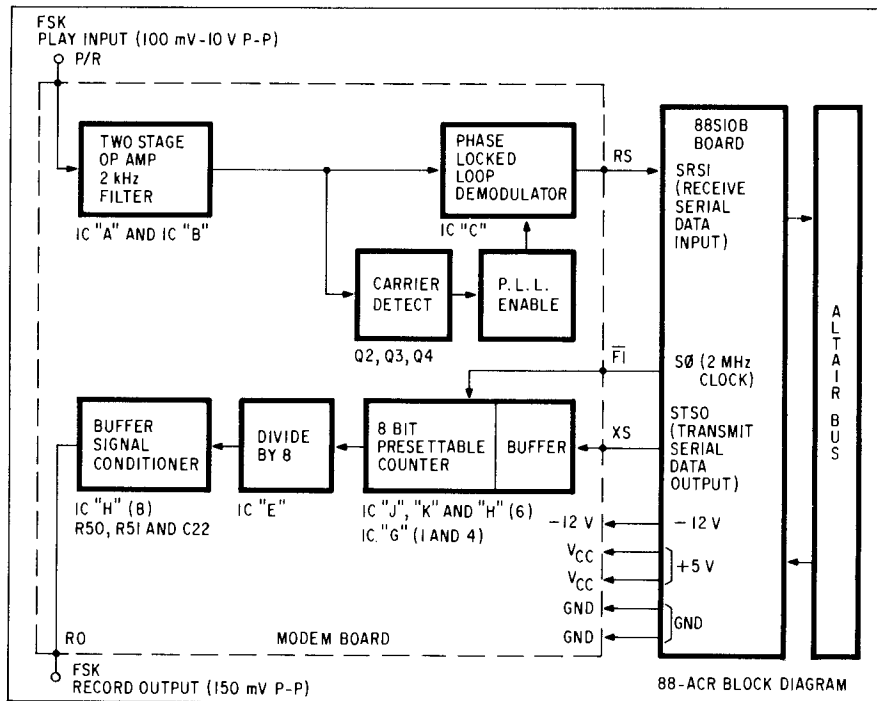 FSK
PLAY INPUT (100 mV-10 V P-P)
P/R
TWO STAGE
OP AMP
2 kHz
FILTER
IC "A" AND IC "B"
PHASE
LOCKED
LOOP
DEMODULATOR
IC "C"
RS
CARRIER
DETECT
Q2, Q3, Q4
P.L.L.
ENABLE
88SIOB
BOARD
SRSI
(RECEIVE
SERIAL
DATA
INPUT)
ALTAIR BUS
F̅I̅
SØ (2 MHz
CLOCK)
XS
STSO
(TRANSMIT
SERIAL
DATA
OUTPUT)
BUFFER
SIGNAL
CONDITIONER
IC "H" (8)
R50, R51 AND C22
DIVIDE
BY 8
IC "E"
8 BIT
PRESETTABLE
COUNTER
BUFFER
IC "J", "K" AND "H" (6)
IC. "G" (1 AND 4)
-12 V
-12 V
VCC
+5 V
VCC
GND
GND
GND
RO
MODEM BOARD
FSK
RECORD OUTPUT (150 mV P-P)
88-ACR BLOCK DIAGRAM